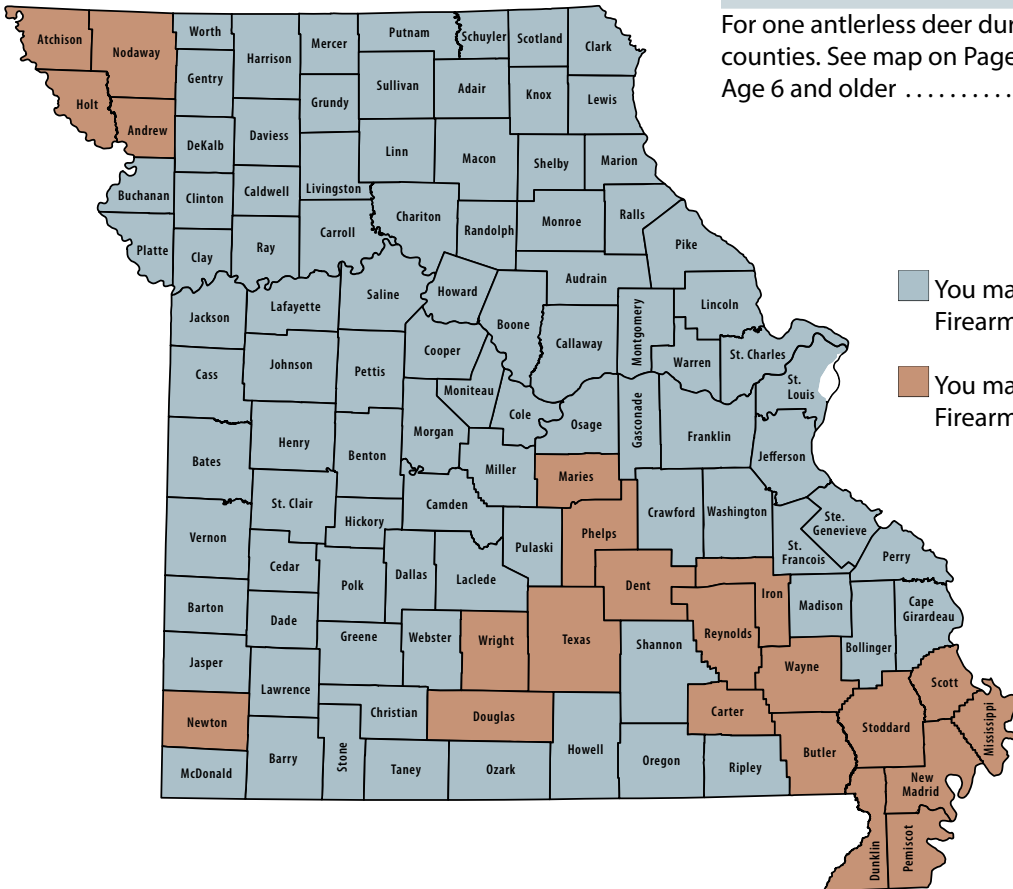 For one antlerless deer dur
counties. See map on Page
Age 6 and older ..........
You ma
Firearm
You ma
Firearm
Atchison
Nodaway
Worth
Harrison
Mercer
Putnam
Schuyler
Scotland
Clark
Gentry
Sullivan
Adair
Knox
Lewis
Holt
Andrew
Grundy
DeKalb
Daviess
Linn
Macon
Shelby
Marion
Buchanan
Clinton
Caldwell
Livingston
Chariton
Randolph
Monroe
Ralls
Pike
Platte
Clay
Ray
Carroll
Audrain
Jackson
Lafayette
Saline
Howard
Boone
Callaway
Montgomery
Lincoln
Warren
St. Charles
St.
Louis
Cass
Johnson
Pettis
Cooper
Moniteau
Cole
Osage
Gasconade
Franklin
Jefferson
Bates
Henry
Benton
Morgan
Miller
Maries
St. Clair
Hickory
Camden
Pulaski
Phelps
Crawford
Washington
St.
Francois
Ste.
Genevieve
Perry
Vernon
Cedar
Polk
Dallas
Laclede
Dent
Iron
Madison
Bollinger
Cape
Girardeau
Barton
Dade
Greene
Webster
Wright
Texas
Shannon
Reynolds
Wayne
Jasper
Lawrence
Christian
Douglas
Carter
Stoddard
Scott
Mississippi
Newton
Barry
Stone
Taney
Ozark
Howell
Oregon
Ripley
Butler
New
Madrid
McDonald
Dunklin
Pemiscot